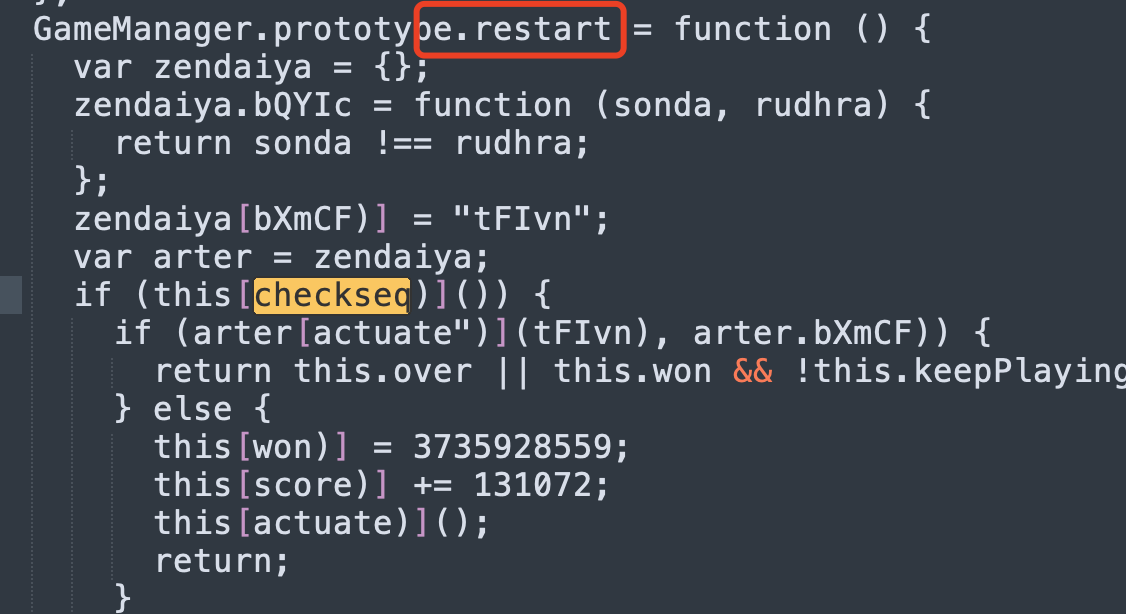 };
GameManager.prototype.restart = function () {
var zendaiya = {};
zendaiya.bQYIc = function (sonda, rudhra) {
return sonda !== rudhra;
};
zendaiya[bXmCF)] = "tFIvn";
var arter = zendaiya;
if (this[checkseq)]()) {
if (arter[actuate")](tFIvn), arter.bXmCF)) {
return this.over || this.won && !this.keepPlaying
} else {
this[won)] = 3735928559;
this[score)] += 131072;
this[actuate)]();
return;
}